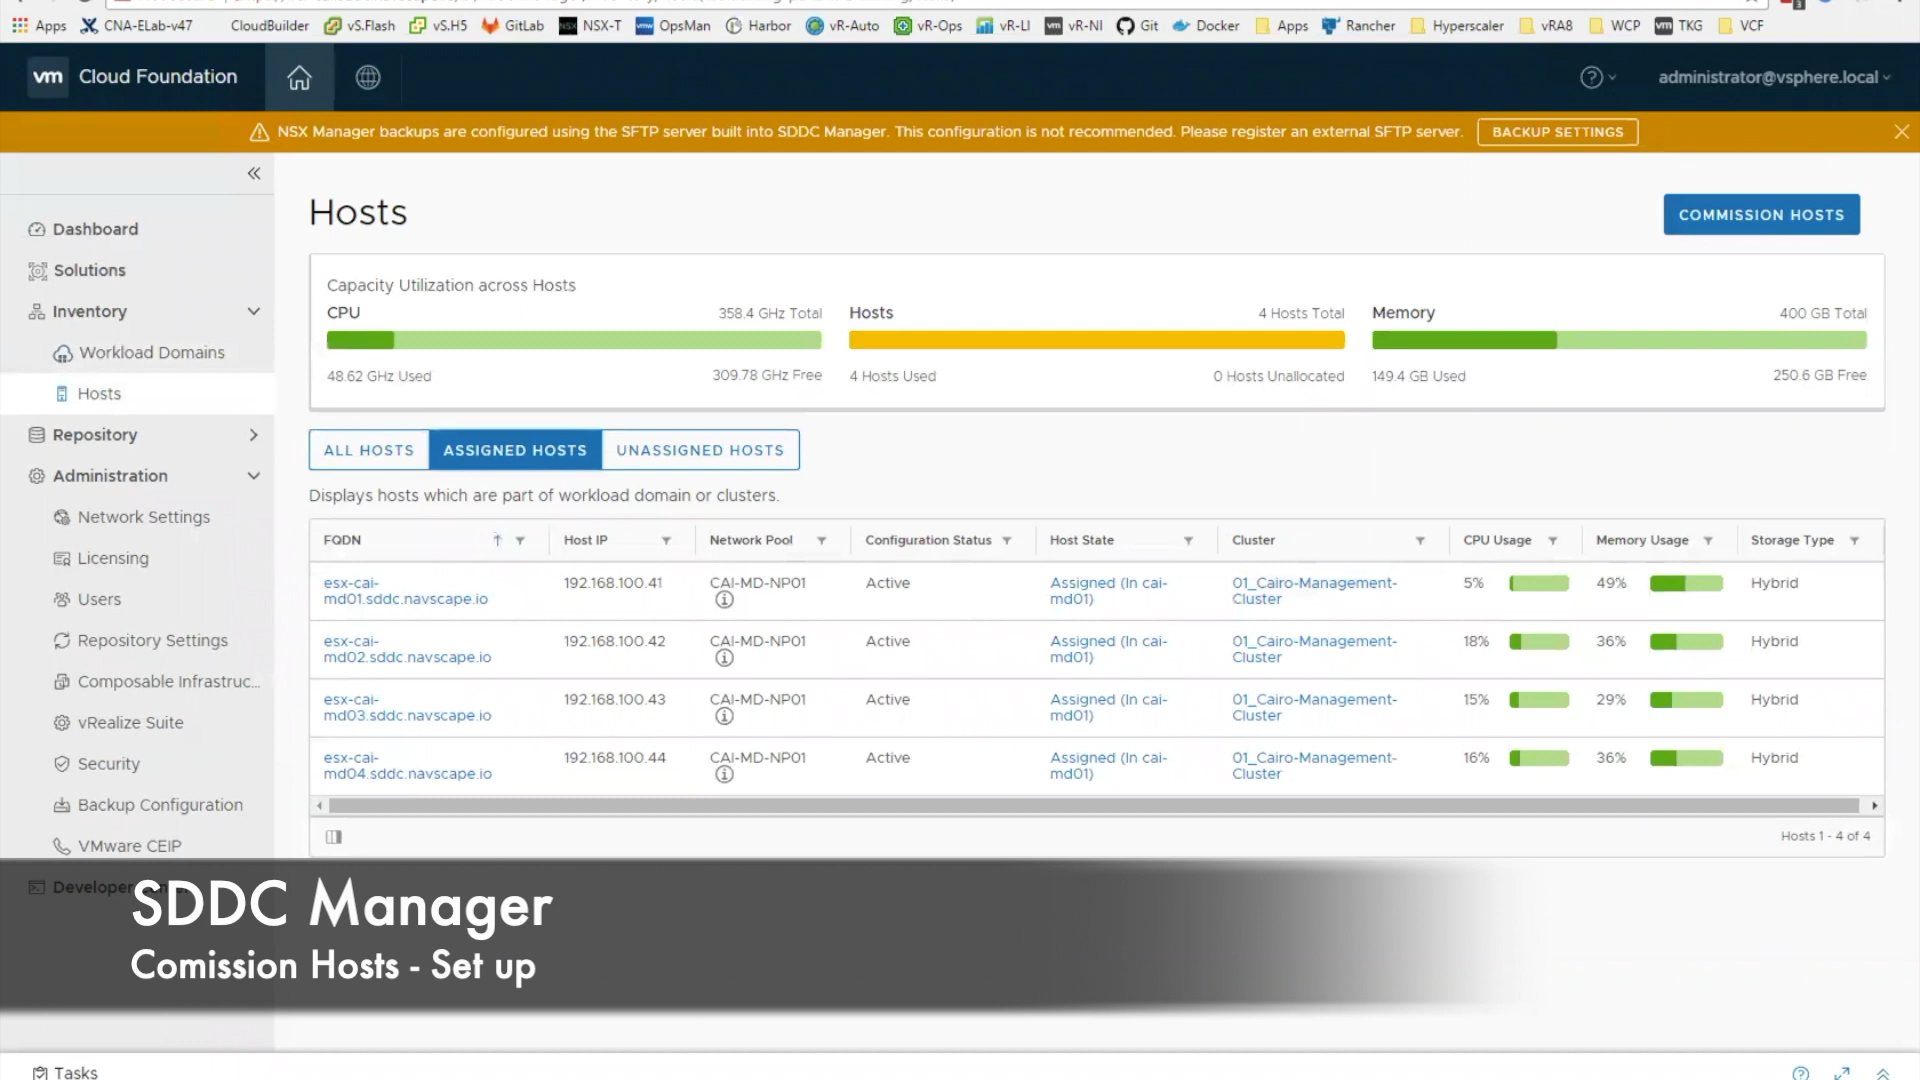 Apps CNA-ELab-v47 CloudBuilder vS.Flash vS.H5 GitLab NSX-T OpsMan Harbor vR-Auto vR-Ops vR-LI vR-NI Git Docker Apps Rancher Hyperscaler vRA8 WCP TKG VCF
vm Cloud Foundation administrator@vsphere.local
NSX Manager backups are configured using the SFTP server built into SDDC Manager. This configuration is not recommended. Please register an external SFTP server. BACKUP SETTINGS
Dashboard
Solutions
Inventory
Workload Domains
Hosts
Repository
Administration
Network Settings
Licensing
Users
Repository Settings
Composable Infrastruc...
vRealize Suite
Security
Backup Configuration
VMware CEIP
Developer
Hosts
COMMISSION HOSTS
Capacity Utilization across Hosts
CPU 358.4 GHz Total Hosts 4 Hosts Total Memory 400 GB Total
48.62 GHz Used 309.78 GHz Free 4 Hosts Used 0 Hosts Unallocated 149.4 GB Used 250.6 GB Free
ALL HOSTS ASSIGNED HOSTS UNASSIGNED HOSTS
Displays hosts which are part of workload domain or clusters.
FQDN Host IP Network Pool Configuration Status Host State Cluster CPU Usage Memory Usage Storage Type
esx-cai- 192.168.100.41 CAI-MD-NP01 Active Assigned (In cai- 01_Cairo-Management- 5% 49% Hybrid
md01.sddc.navscape.io md01) Cluster
esx-cai- 192.168.100.42 CAI-MD-NP01 Active Assigned (In cai- 01_Cairo-Management- 18% 36% Hybrid
md02.sddc.navscape.io md01) Cluster
esx-cai- 192.168.100.43 CAI-MD-NP01 Active Assigned (In cai- 01_Cairo-Management- 15% 29% Hybrid
md03.sddc.navscape.io md01) Cluster
esx-cai- 192.168.100.44 CAI-MD-NP01 Active Assigned (In cai- 01_Cairo-Management- 16% 36% Hybrid
md04.sddc.navscape.io md01) Cluster
Hosts 1 - 4 of 4
SDDC Manager
Comission Hosts - Set up
Tasks